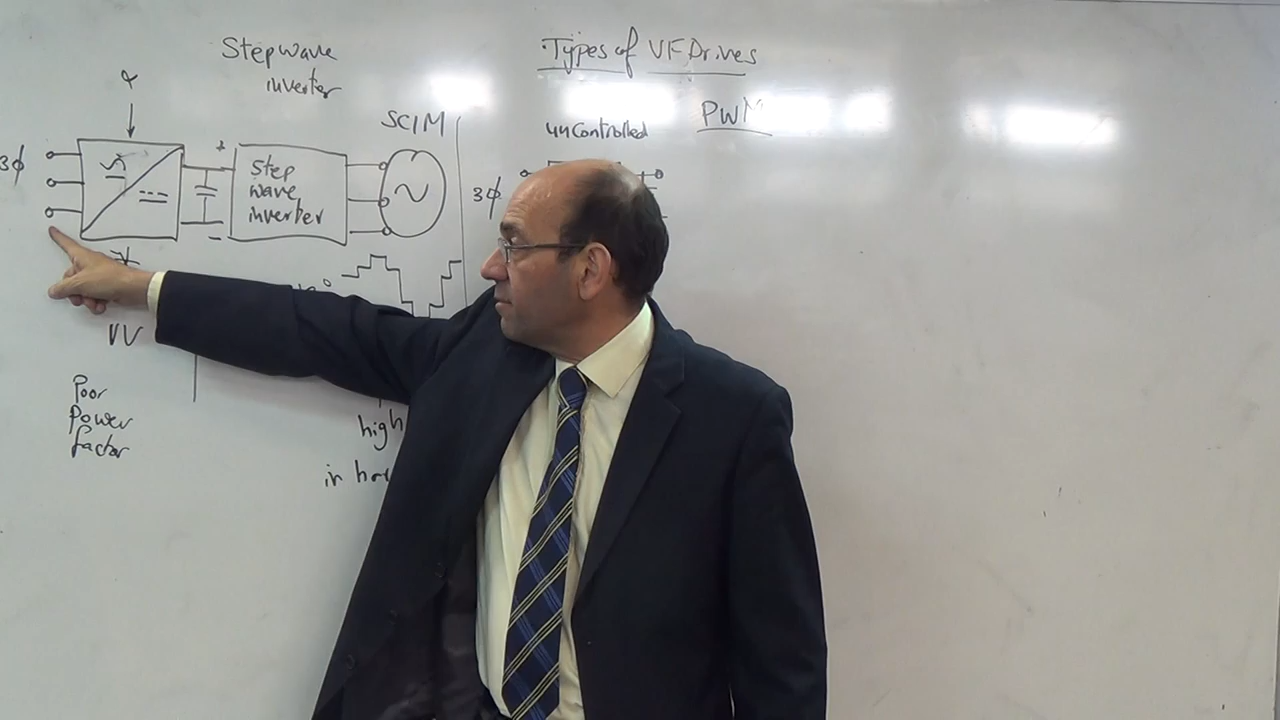 Types of VF Drives
Stepwave
inverter
α
SCIM
3ϕ
+
Step
wave
inverter
-
VV
Poor
Power
factor
high
in
PWM
uncontrolled
3ϕ